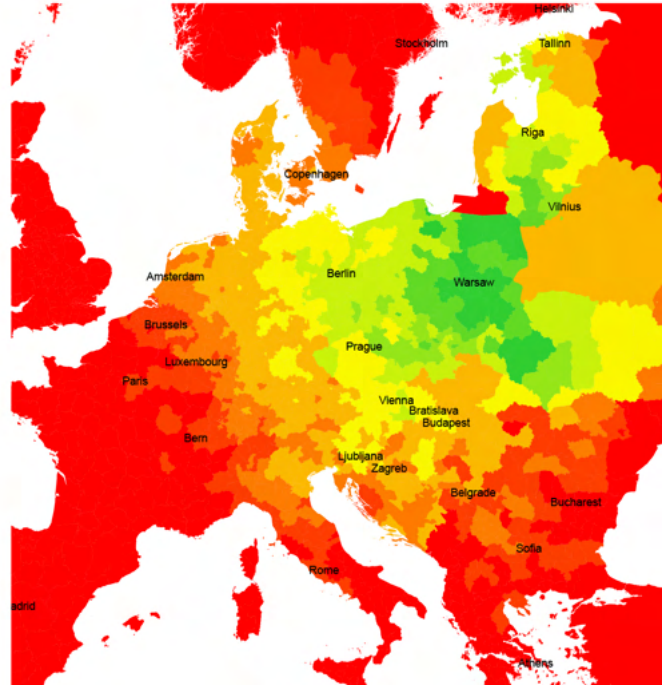 Helsinki
Stockholm
Tallinn
Riga
Copenhagen
Vilnius
Berlin
Amsterdam
Warsaw
Brussels
Prague
Luxembourg
Paris
Vienna
Bratislava
Budapest
Bern
Ljubljana
Zagreb
Belgrade
Bucharest
Sofia
Rome
adrid
Athens